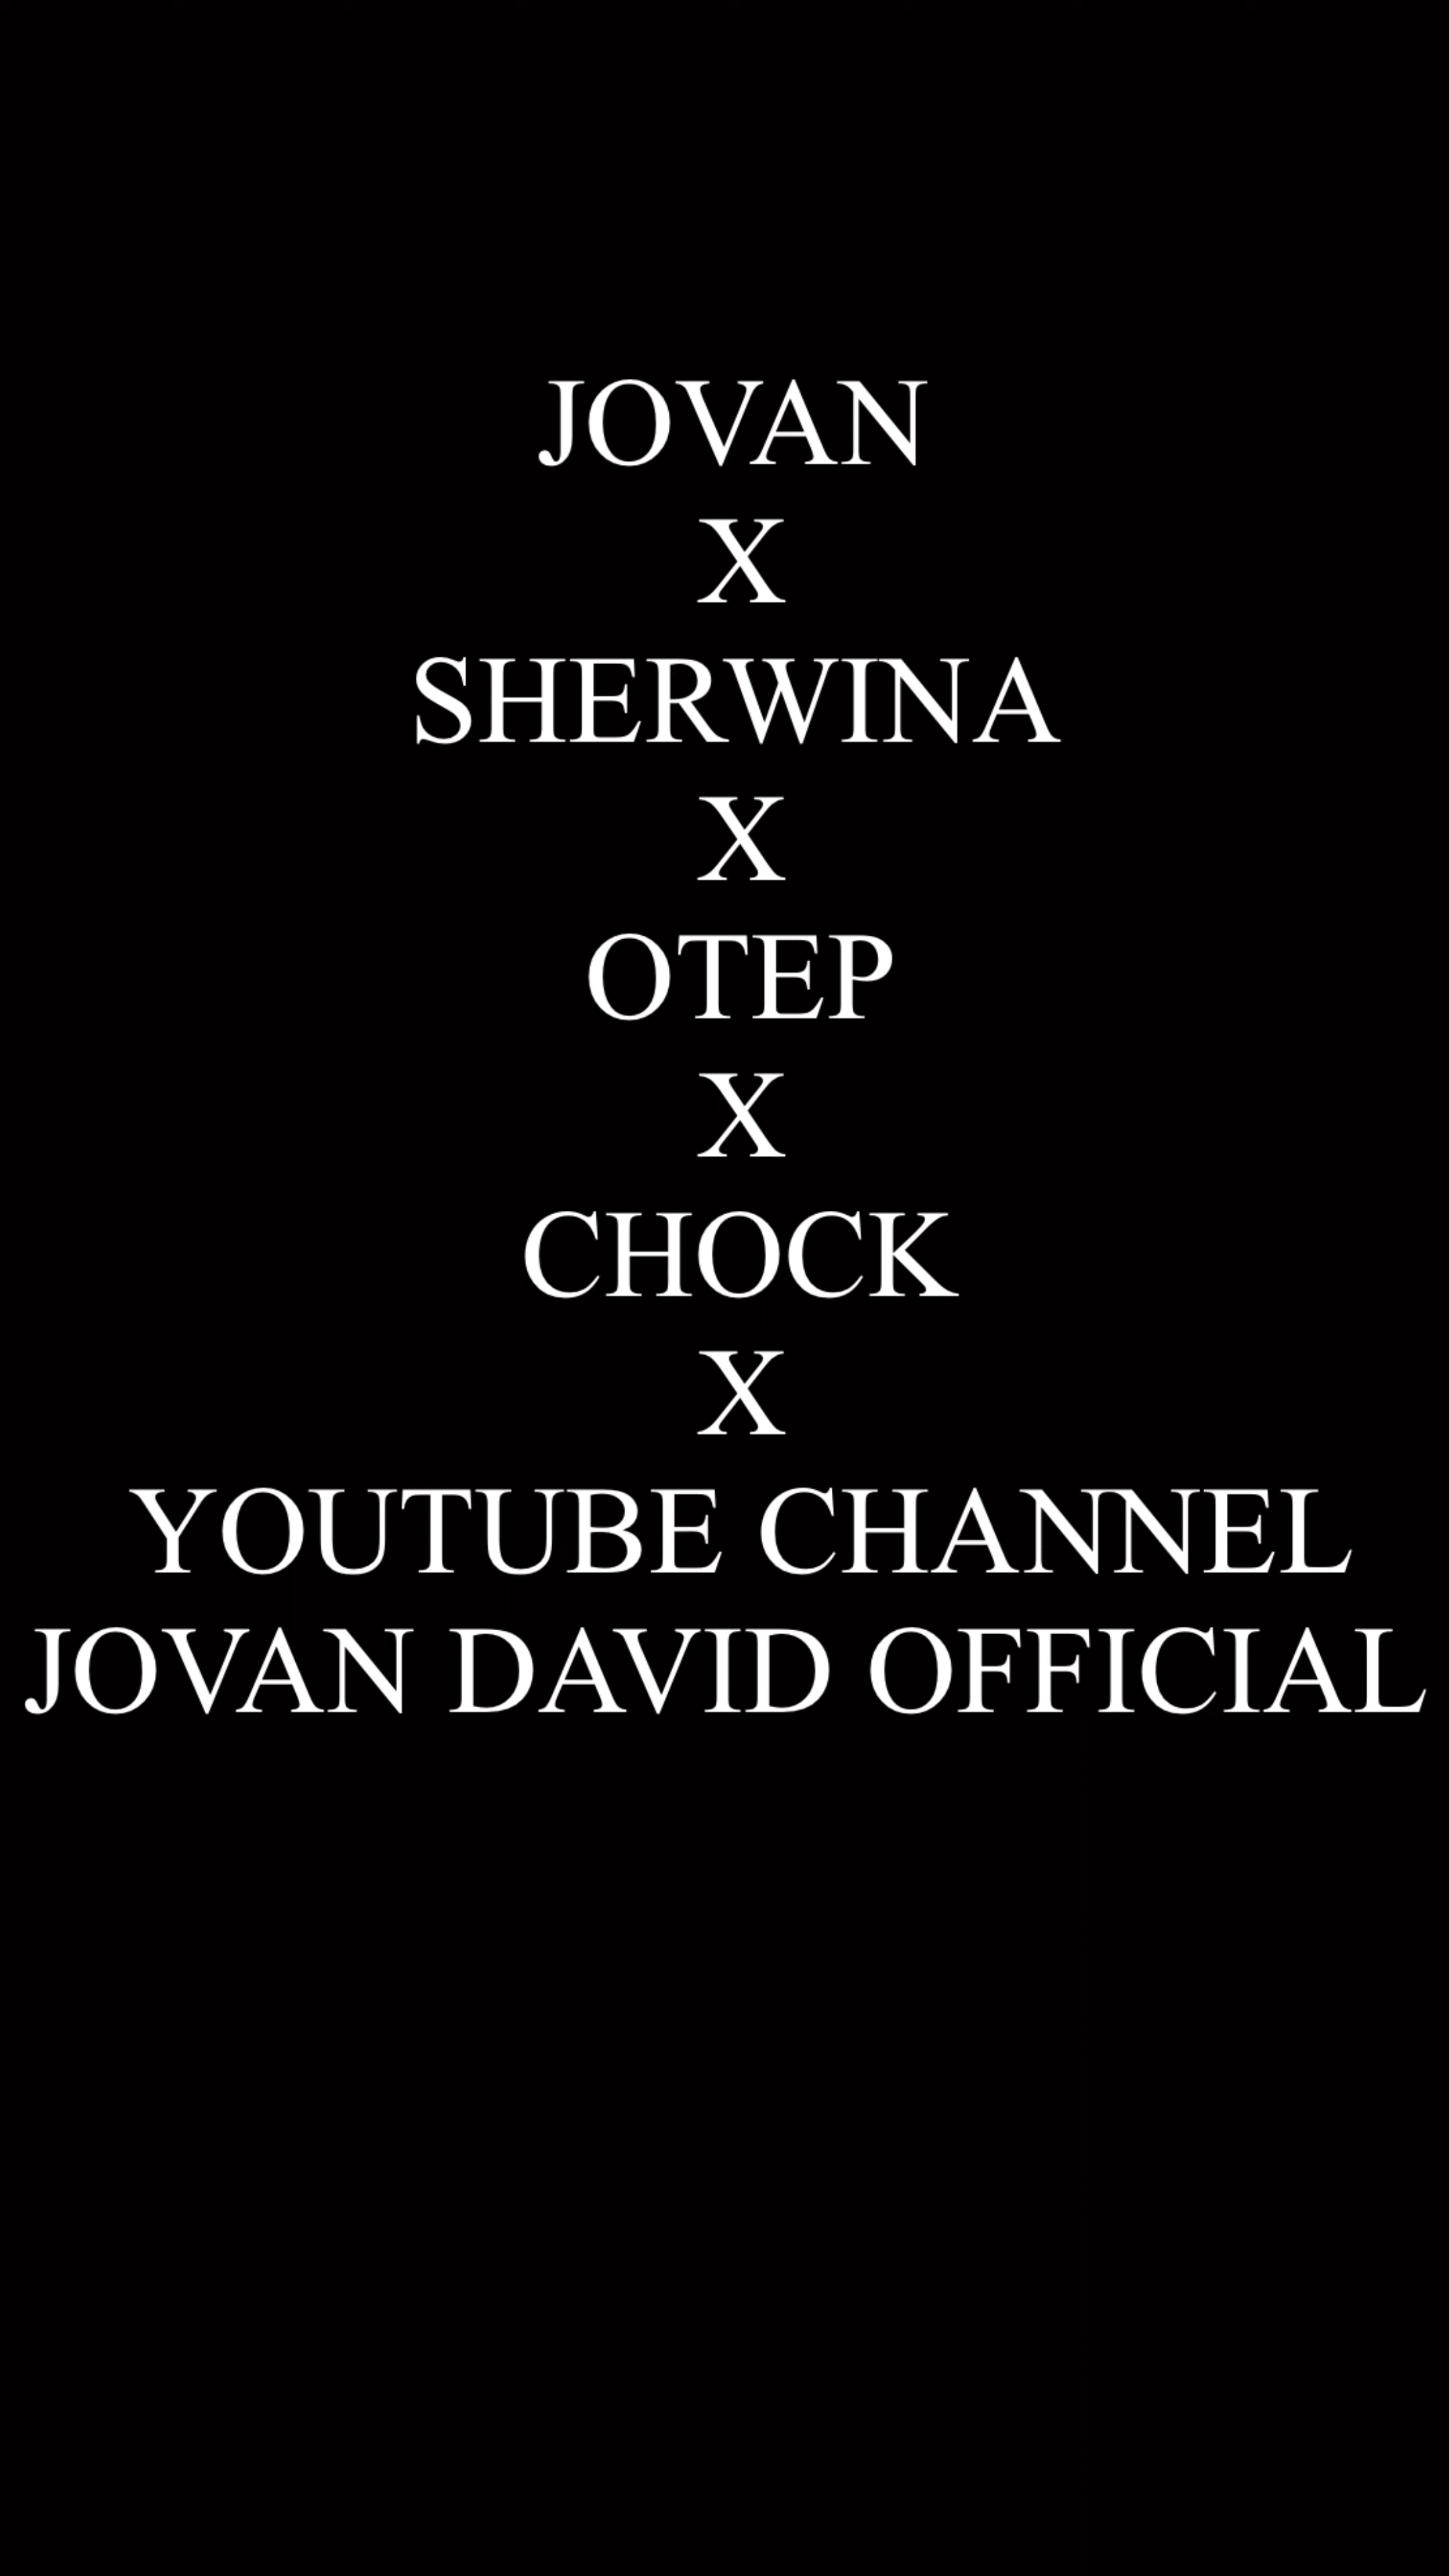 JOVAN
X
SHERWINA
X
OTEP
X
CHOCK
X
YOUTUBE CHANNEL
JOVAN DAVID OFFICIAL